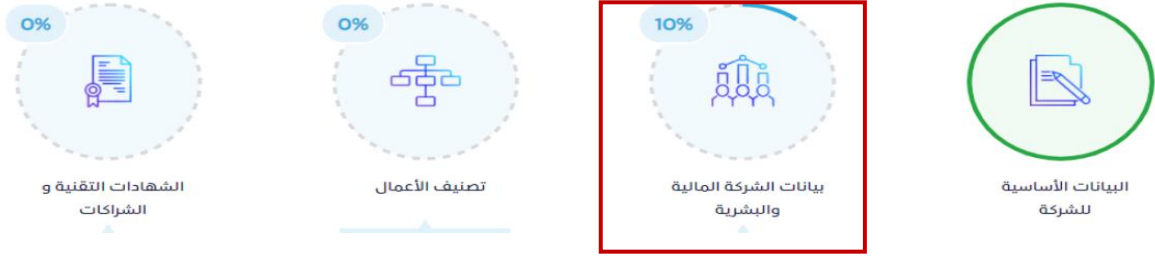 10%
0%
0%
البيانات الأساسية
للشركة
بيانات الشركة المالية
والبشرية
تصنيف الأعمال
الشهادات التقنية و
الشراكات